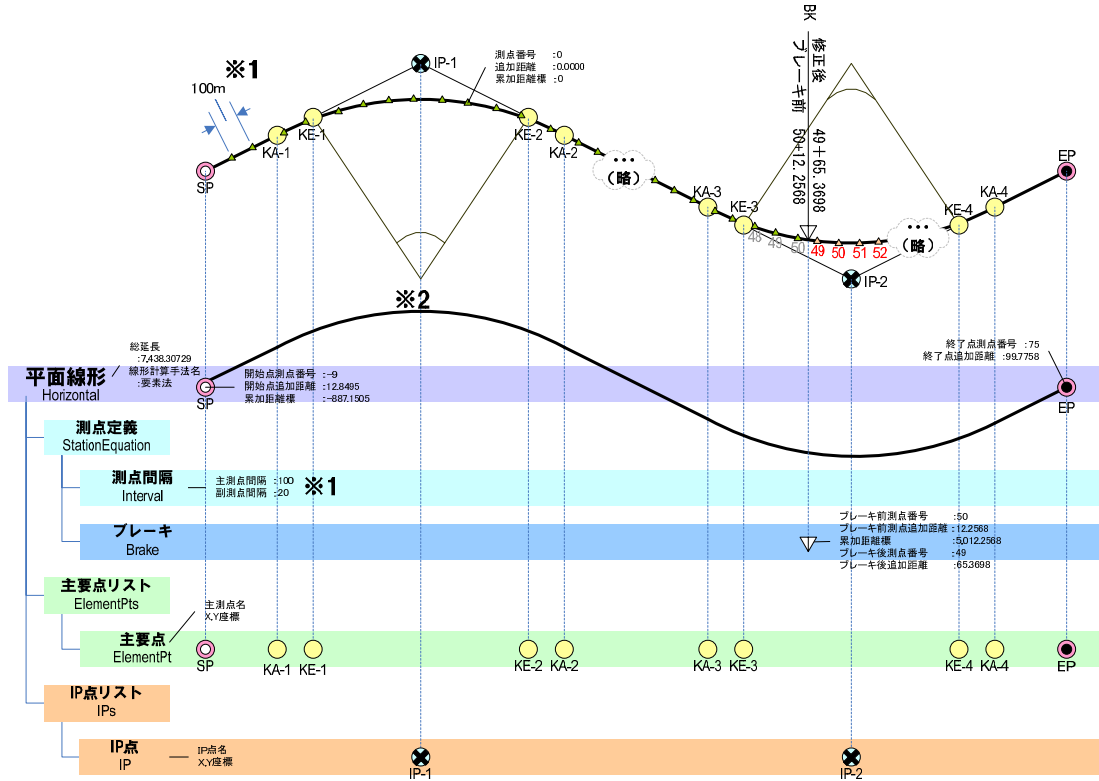 ※1
100m
SP
KA-1
KE-1
IP-1
測点番号 :0
追加距離 :0.0000
累加距離標 :0
KE-2
KA-2
•••
(略)
KA-3
KE-3
BK
修正後 49+65.3698
ブレーキ前 50+12.2568
48
49
50
49
50
51
52
•••
(略)
KE-4
KA-4
EP
IP-2
※2
総延長
:7,438.30729
線形計算手法名
:要素法
平面線形
Horizontal
SP
開始点測点番号 :-9
開始点追加距離 :12.8495
累加距離標 :-887.1505
終了点測点番号 :75
終了点追加距離 :99.7758
EP
測点定義
StationEquation
測点間隔
Interval
主測点間隔 :100
副測点間隔 :20
※1
ブレーキ
Brake
ブレーキ前測点番号 :50
ブレーキ前測点追加距離 :12.2568
累加距離標 :5,012.2568
ブレーキ後測点番号 :49
ブレーキ後追加距離 :65.3698
主要点リスト
ElementPts
主測点名
X,Y座標
主要点
ElementPt
SP
KA-1
KE-1
KE-2
KA-2
KA-3
KE-3
KE-4
KA-4
EP
IP点リスト
IPs
IP点
IP
IP点名
X,Y座標
IP-1
IP-2